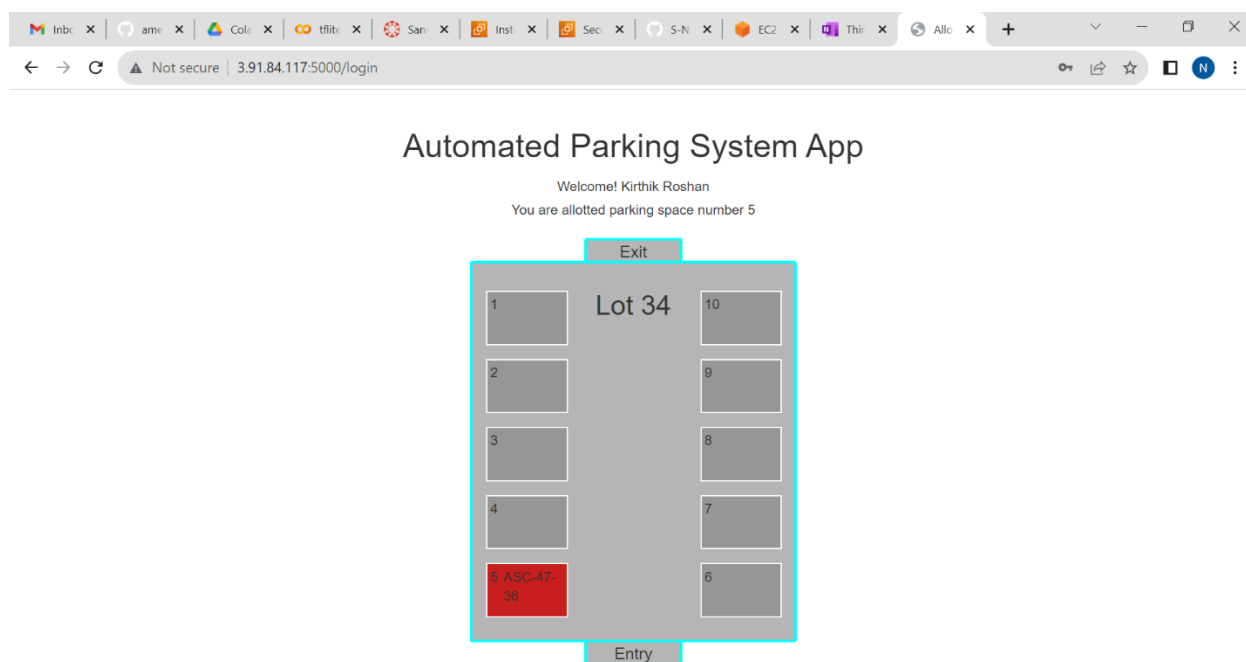 Inbc
ame
Cola
tflite
San
Inst
Sec
S-N
EC2
Thir
Allo
Not secure | 3.91.84.117:5000/login
N
Automated Parking System App
Welcome! Kirthik Roshan
You are allotted parking space number 5
Exit
Lot 34
1
10
2
9
3
8
4
7
5 ASC-47-
36
6
Entry